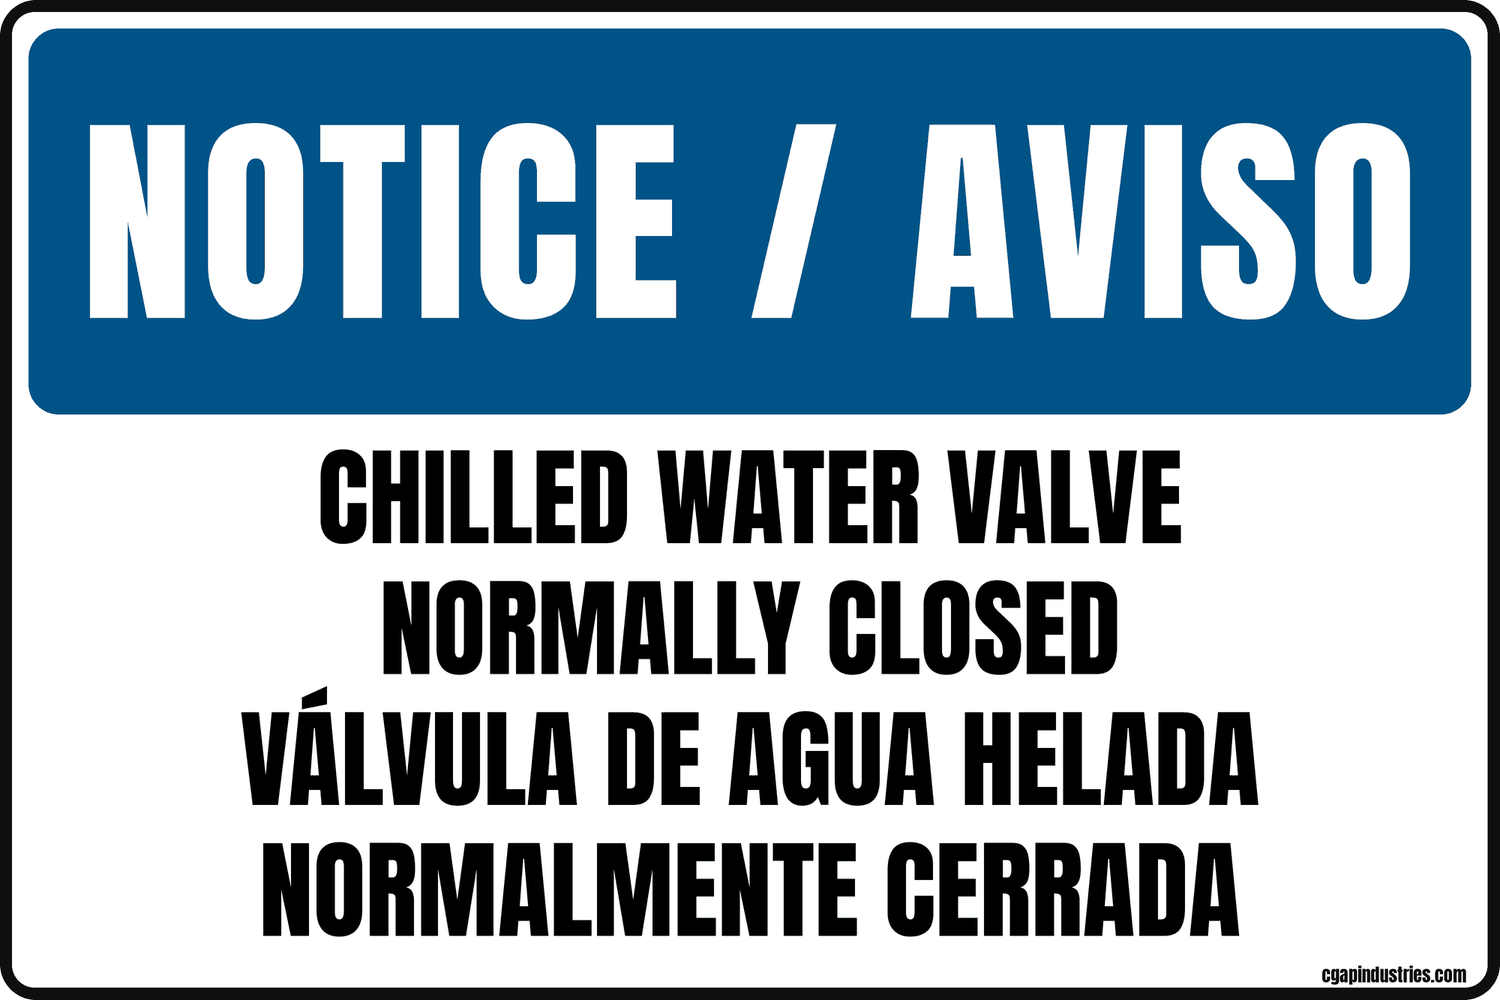 NOTICE / AVISO
CHILLED WATER VALVE
NORMALLY CLOSED
VÁLVULA DE AGUA HELADA
NORMALMENTE CERRADA
cgapindustries.com